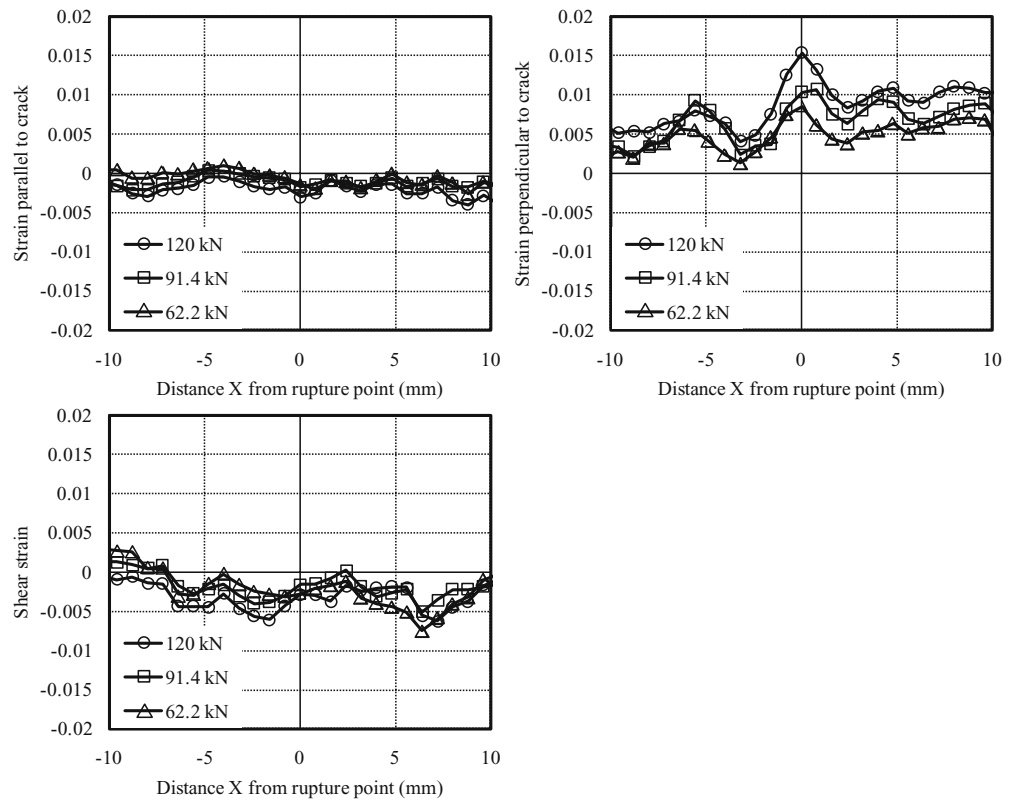 0.02
0.015
0.01
0.005
0
-0.005
-0.01
-0.015
-0.02
Strain parallel to crack
120 kN
91.4 kN
62.2 kN
-10 -5 0 5 10
Distance X from rupture point (mm)
0.02
0.015
0.01
0.005
0
-0.005
-0.01
-0.015
-0.02
Strain perpendicular to crack
120 kN
91.4 kN
62.2 kN
-10 -5 0 5 10
Distance X from rupture point (mm)
0.02
0.015
0.01
0.005
0
-0.005
-0.01
-0.015
-0.02
Shear strain
120 kN
91.4 kN
62.2 kN
-10 -5 0 5 10
Distance X from rupture point (mm)